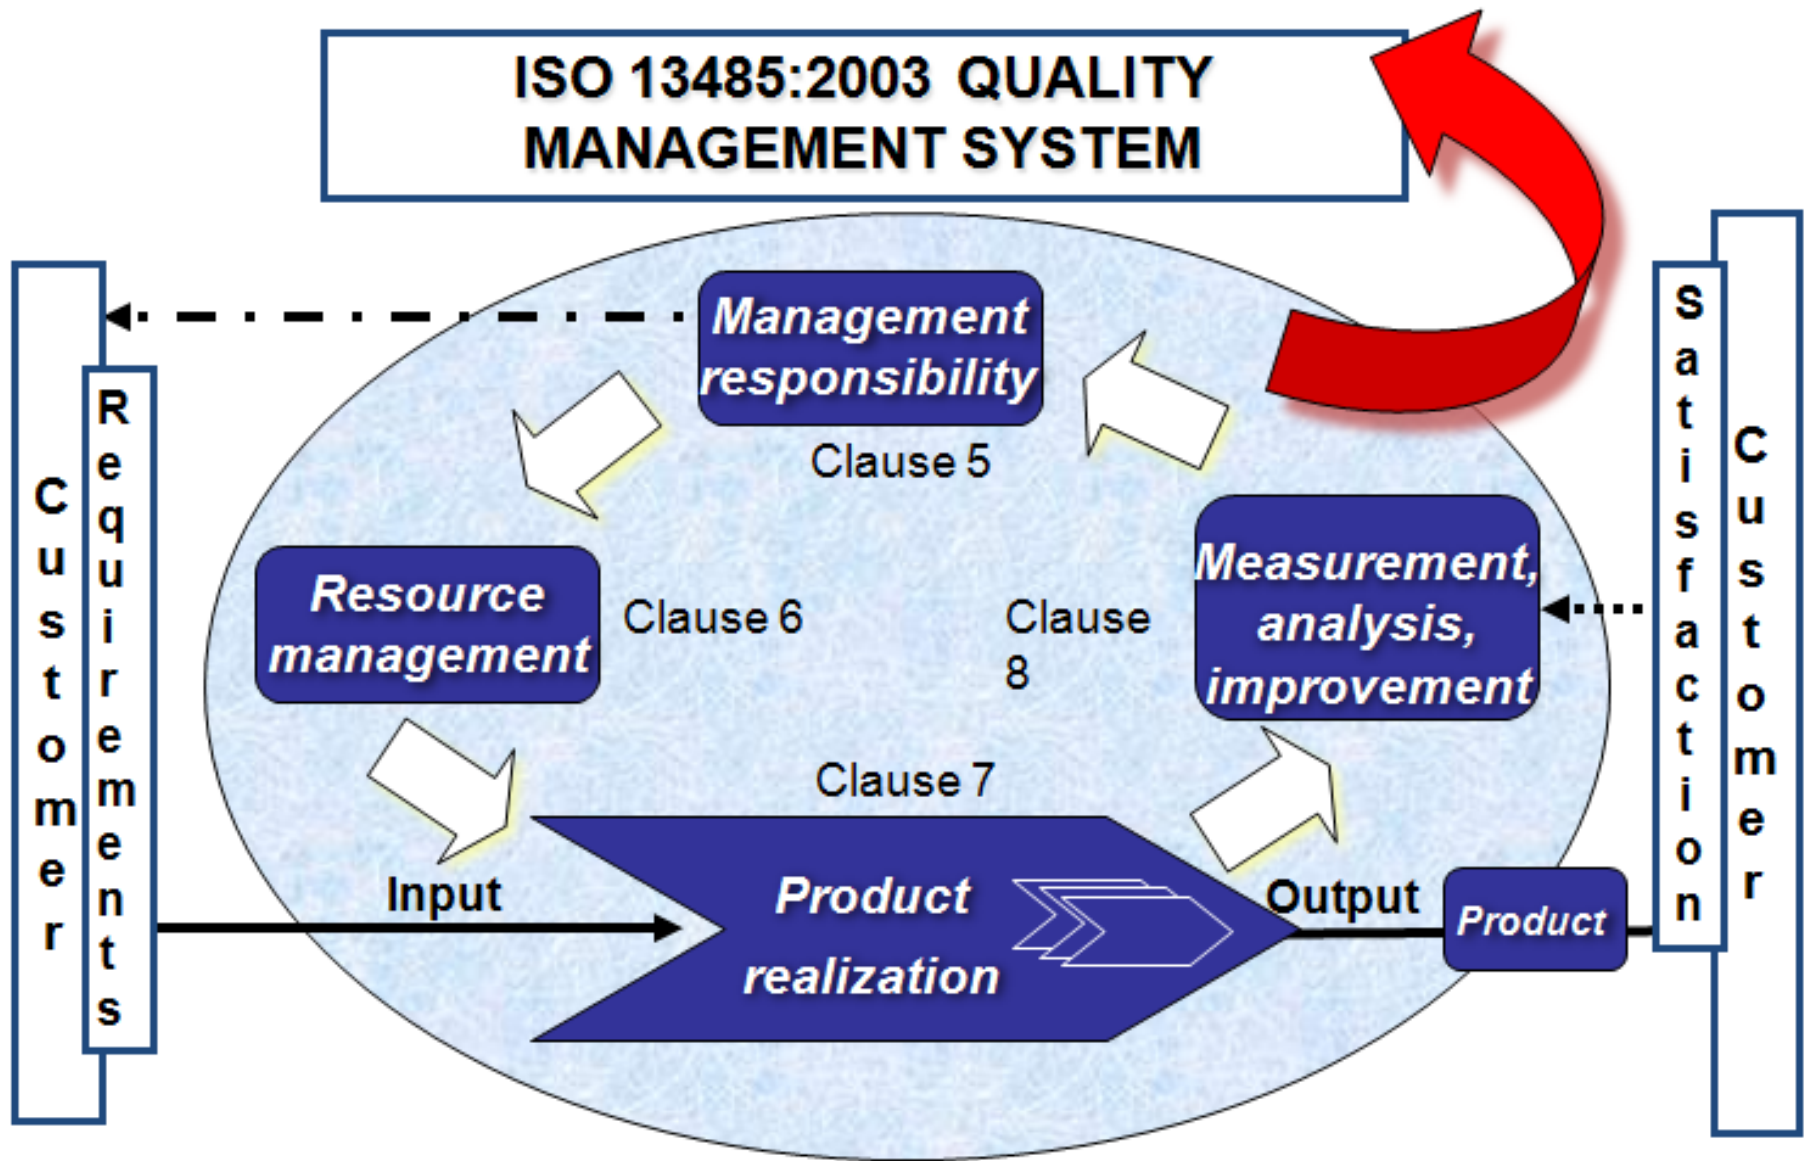 ISO 13485:2003 QUALITY
MANAGEMENT SYSTEM
Customer
Requirements
Management
responsibility
Clause 5
Resource
management
Clause 6
Clause
8
Measurement,
analysis,
improvement
Clause 7
Input
Product
realization
Output
Product
Satisfaction
Customer